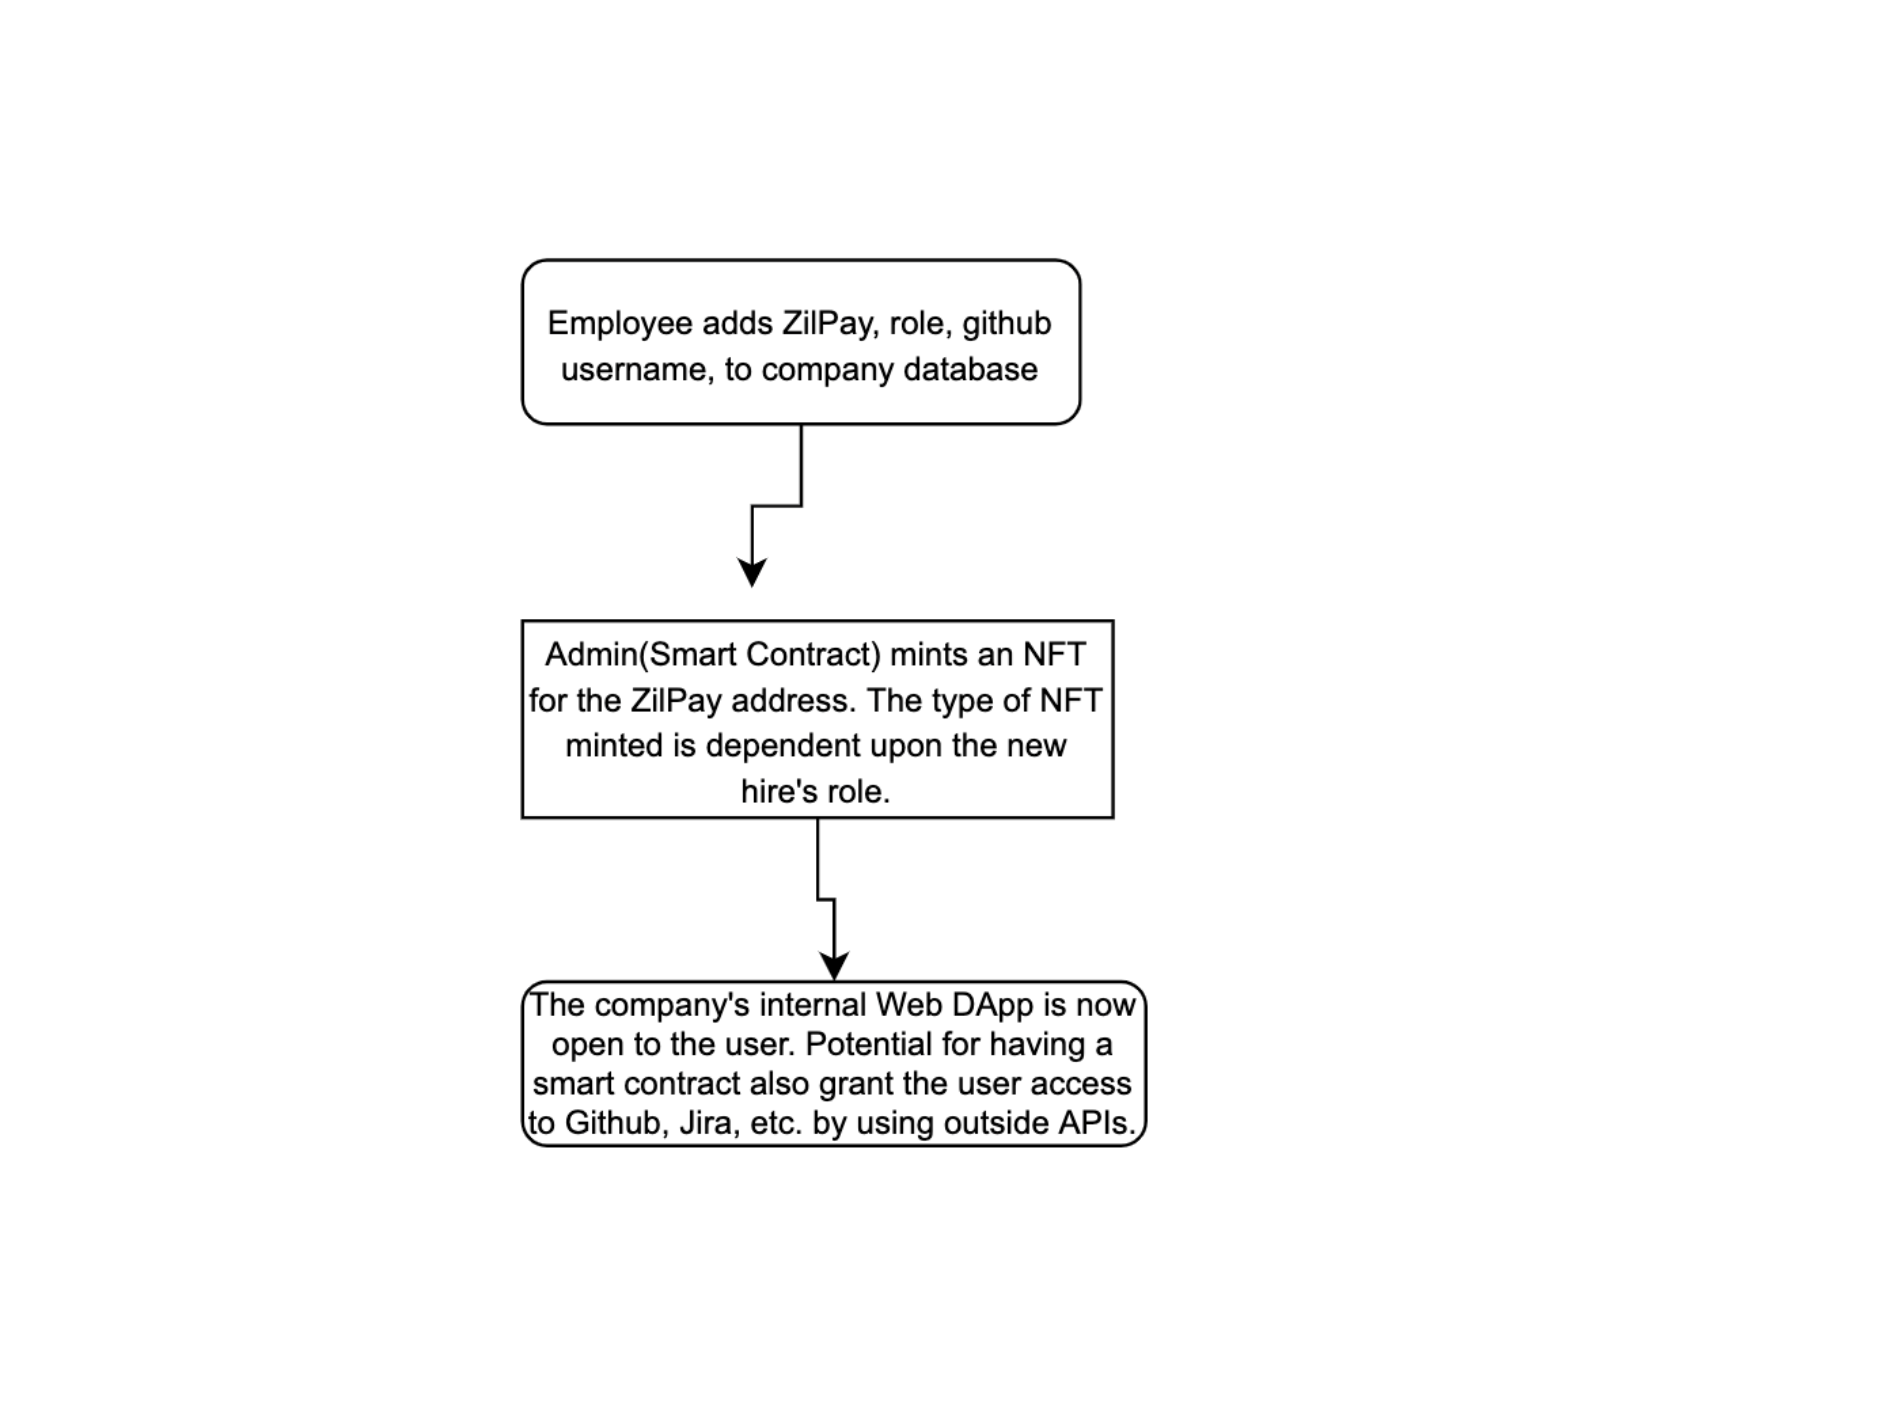 Employee adds ZilPay, role, github
username, to company database
Admin(Smart Contract) mints an NFT
for the ZilPay address. The type of NFT
minted is dependent upon the new
hire's role.
The company's internal Web DApp is now
open to the user. Potential for having a
smart contract also grant the user access
to Github, Jira, etc. by using outside APIs.